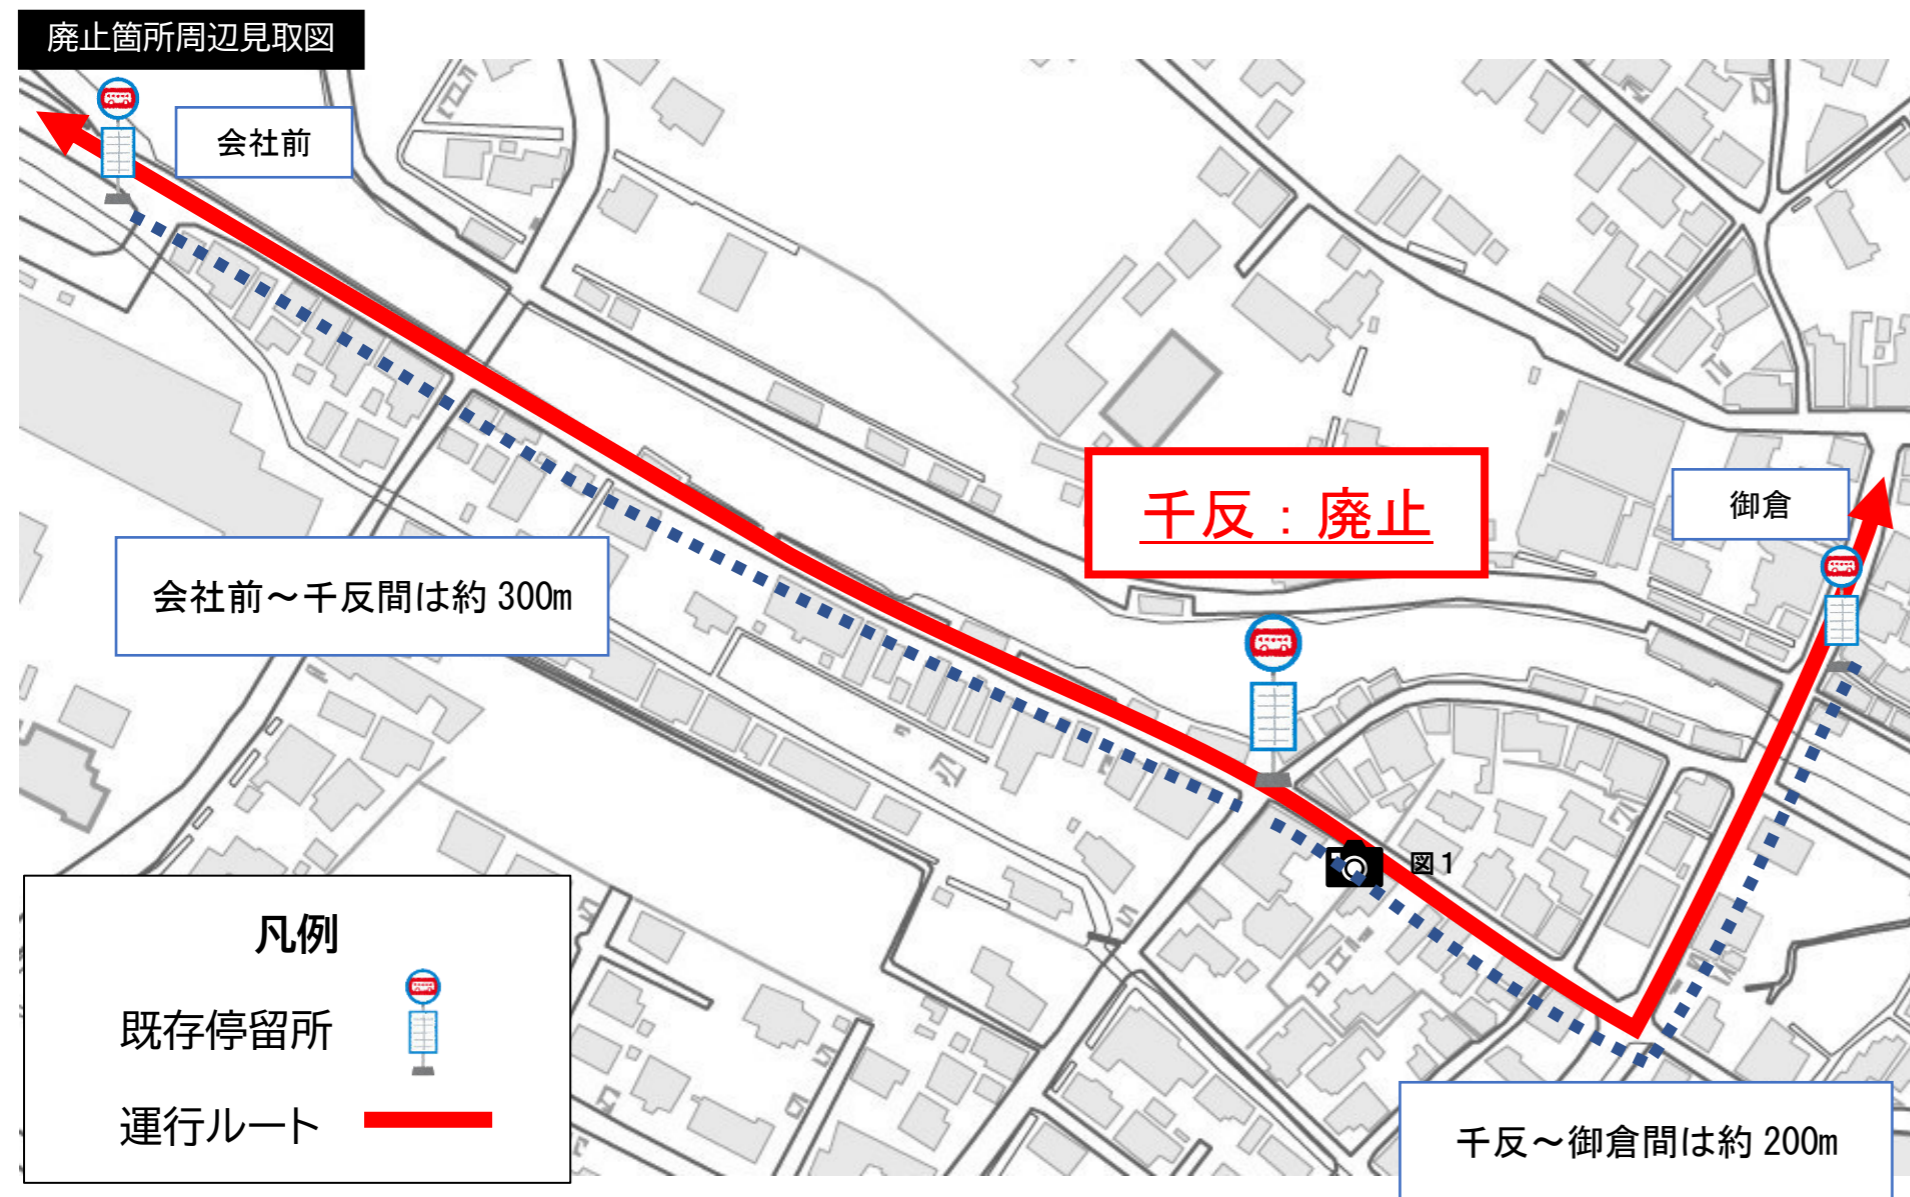 廃止箇所周辺見取図
会社前
千反：廃止
御倉
会社前～千反間は約 300m
図1
凡例
既存停留所
運行ルート
千反～御倉間は約 200m